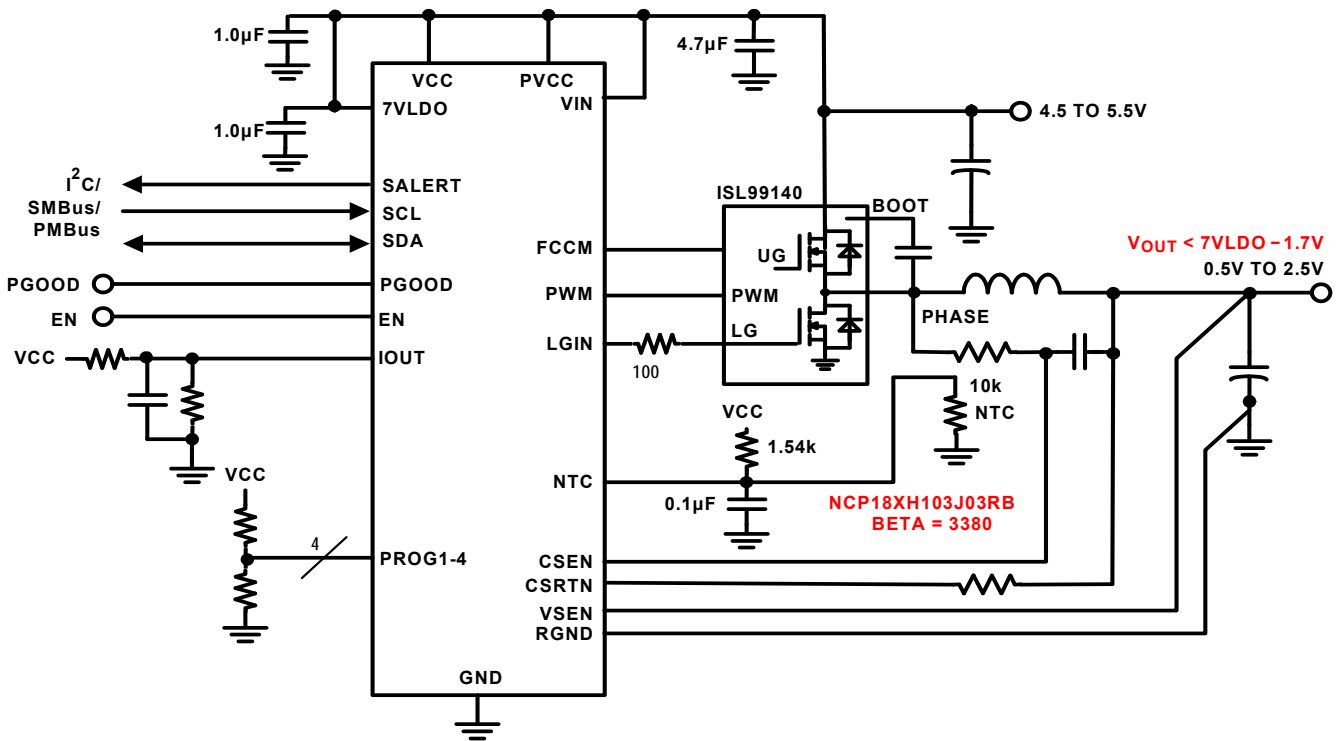 1.0µF
4.7µF
VCC
PVCC
VIN
7VLDO
4.5 TO 5.5V
1.0µF
I2C/
SMBus/
PMBus
SALERT
SCL
SDA
ISL99140
BOOT
FCCM
UG
VOUT < 7VLDO – 1.7V
0.5V TO 2.5V
PGOOD
PGOOD
PWM
PWM
EN
EN
PHASE
LGIN
LG
VCC
IOUT
100
10k
NTC
VCC
1.54k
VCC
NTC
0.1µF
NCP18XH103J03RB
BETA = 3380
4
PROG1-4
CSEN
CSRTN
VSEN
RGND
GND